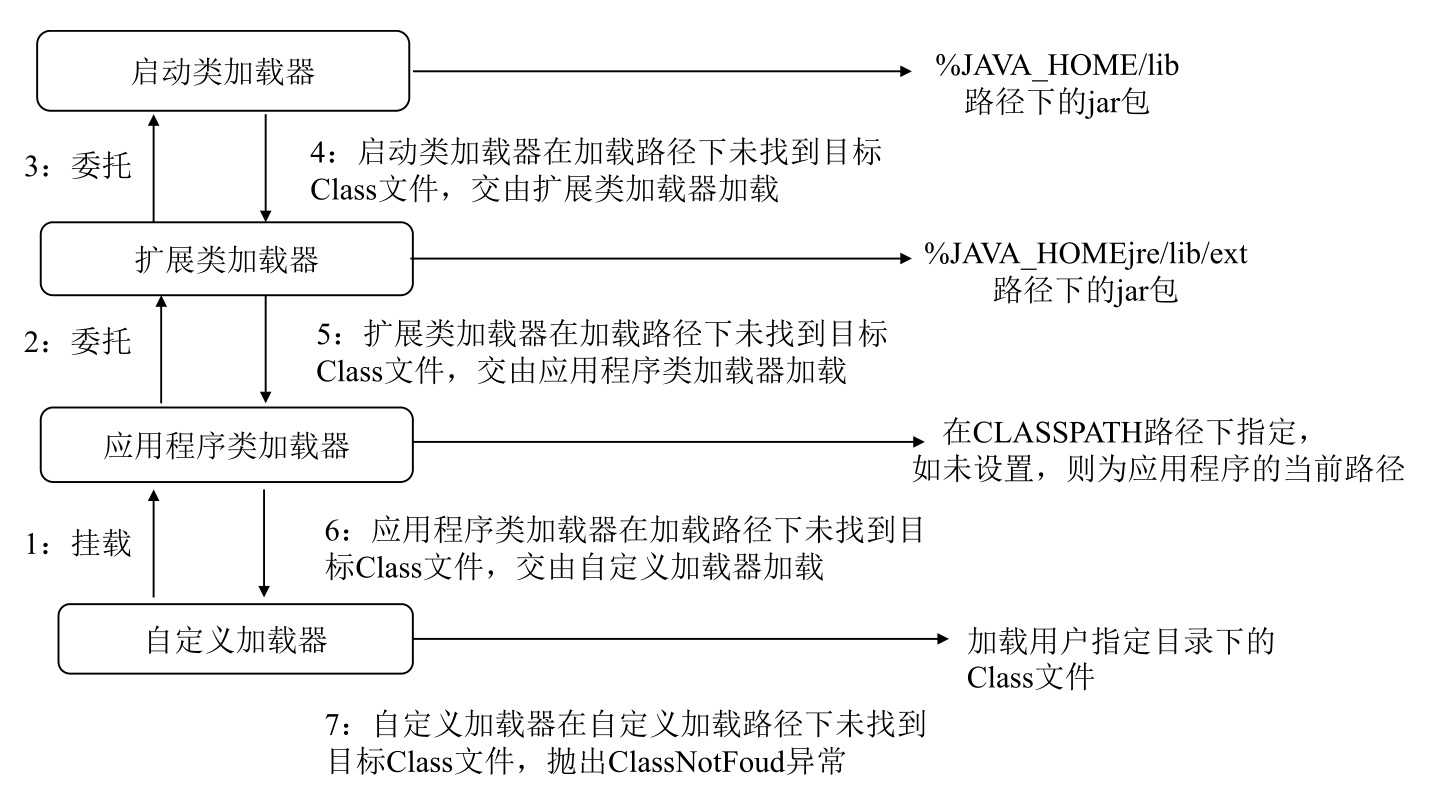 启动类加载器
%JAVA_HOME/lib
路径下的jar包
3：委托
4：启动类加载器在加载路径下未找到目标
Class文件，交由扩展类加载器加载
扩展类加载器
%JAVA_HOMEjre/lib/ext
路径下的jar包
2：委托
5：扩展类加载器在加载路径下未找到目标
Class文件，交由应用程序类加载器加载
应用程序类加载器
在CLASSPATH路径下指定，
如未设置，则为应用程序的当前路径
1：挂载
6：应用程序类加载器在加载路径下未找到目
标Class文件，交由自定义加载器加载
自定义加载器
加载用户指定目录下的
Class文件
7：自定义加载器在自定义加载路径下未找到
目标Class文件，抛出ClassNotFoud异常